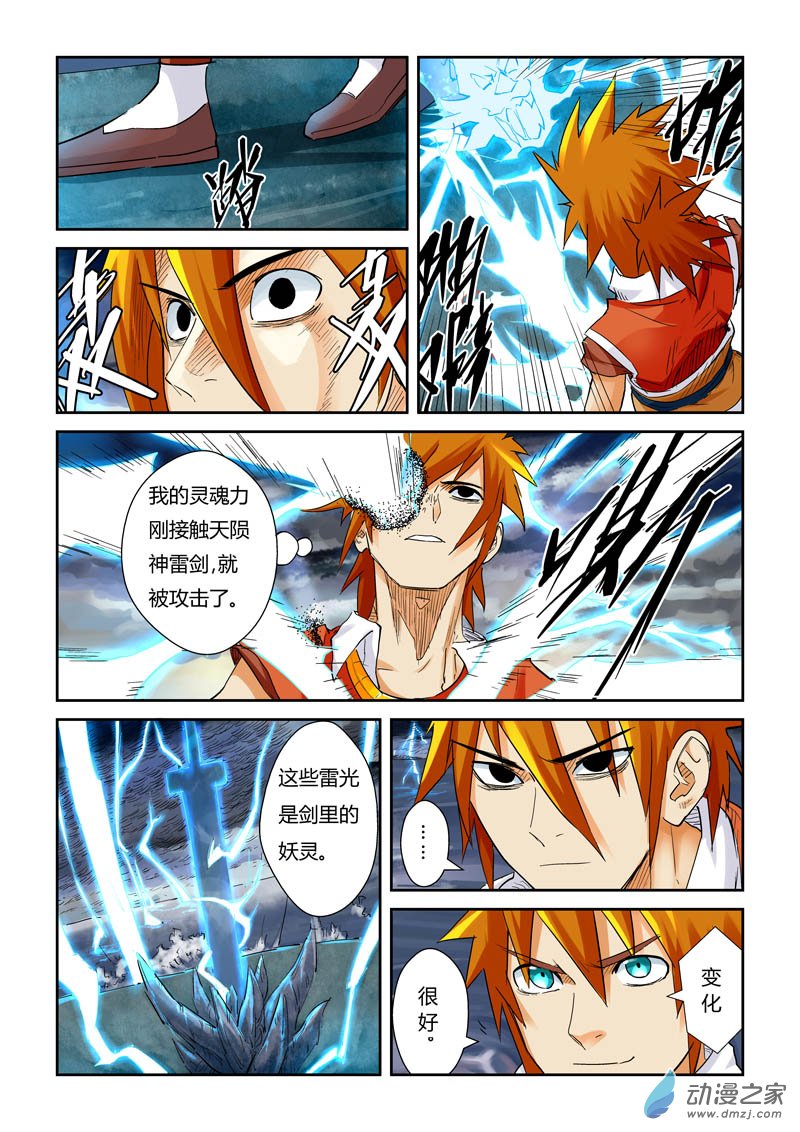 踏
我的灵魂力
刚接触天陨
神雷剑，就
被攻击了。
这些雷光
是剑里的
妖灵。
……
变化
很好。
动漫之家
www.dmzj.com